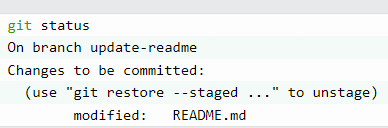 git status
On branch update-readme
Changes to be committed:
  (use "git restore --staged ..." to unstage)
        modified:   README.md